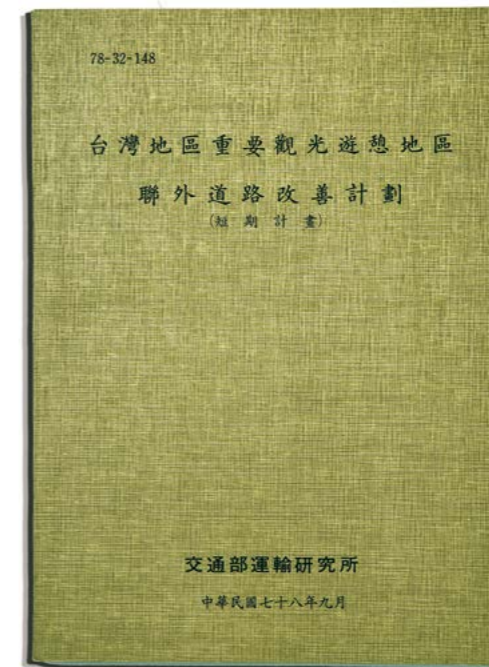 78-32-148
台灣地區重要觀光遊憩地區
聯外道路改善計劃
(短期計畫)
交通部運輸研究所
中華民國七十八年九月